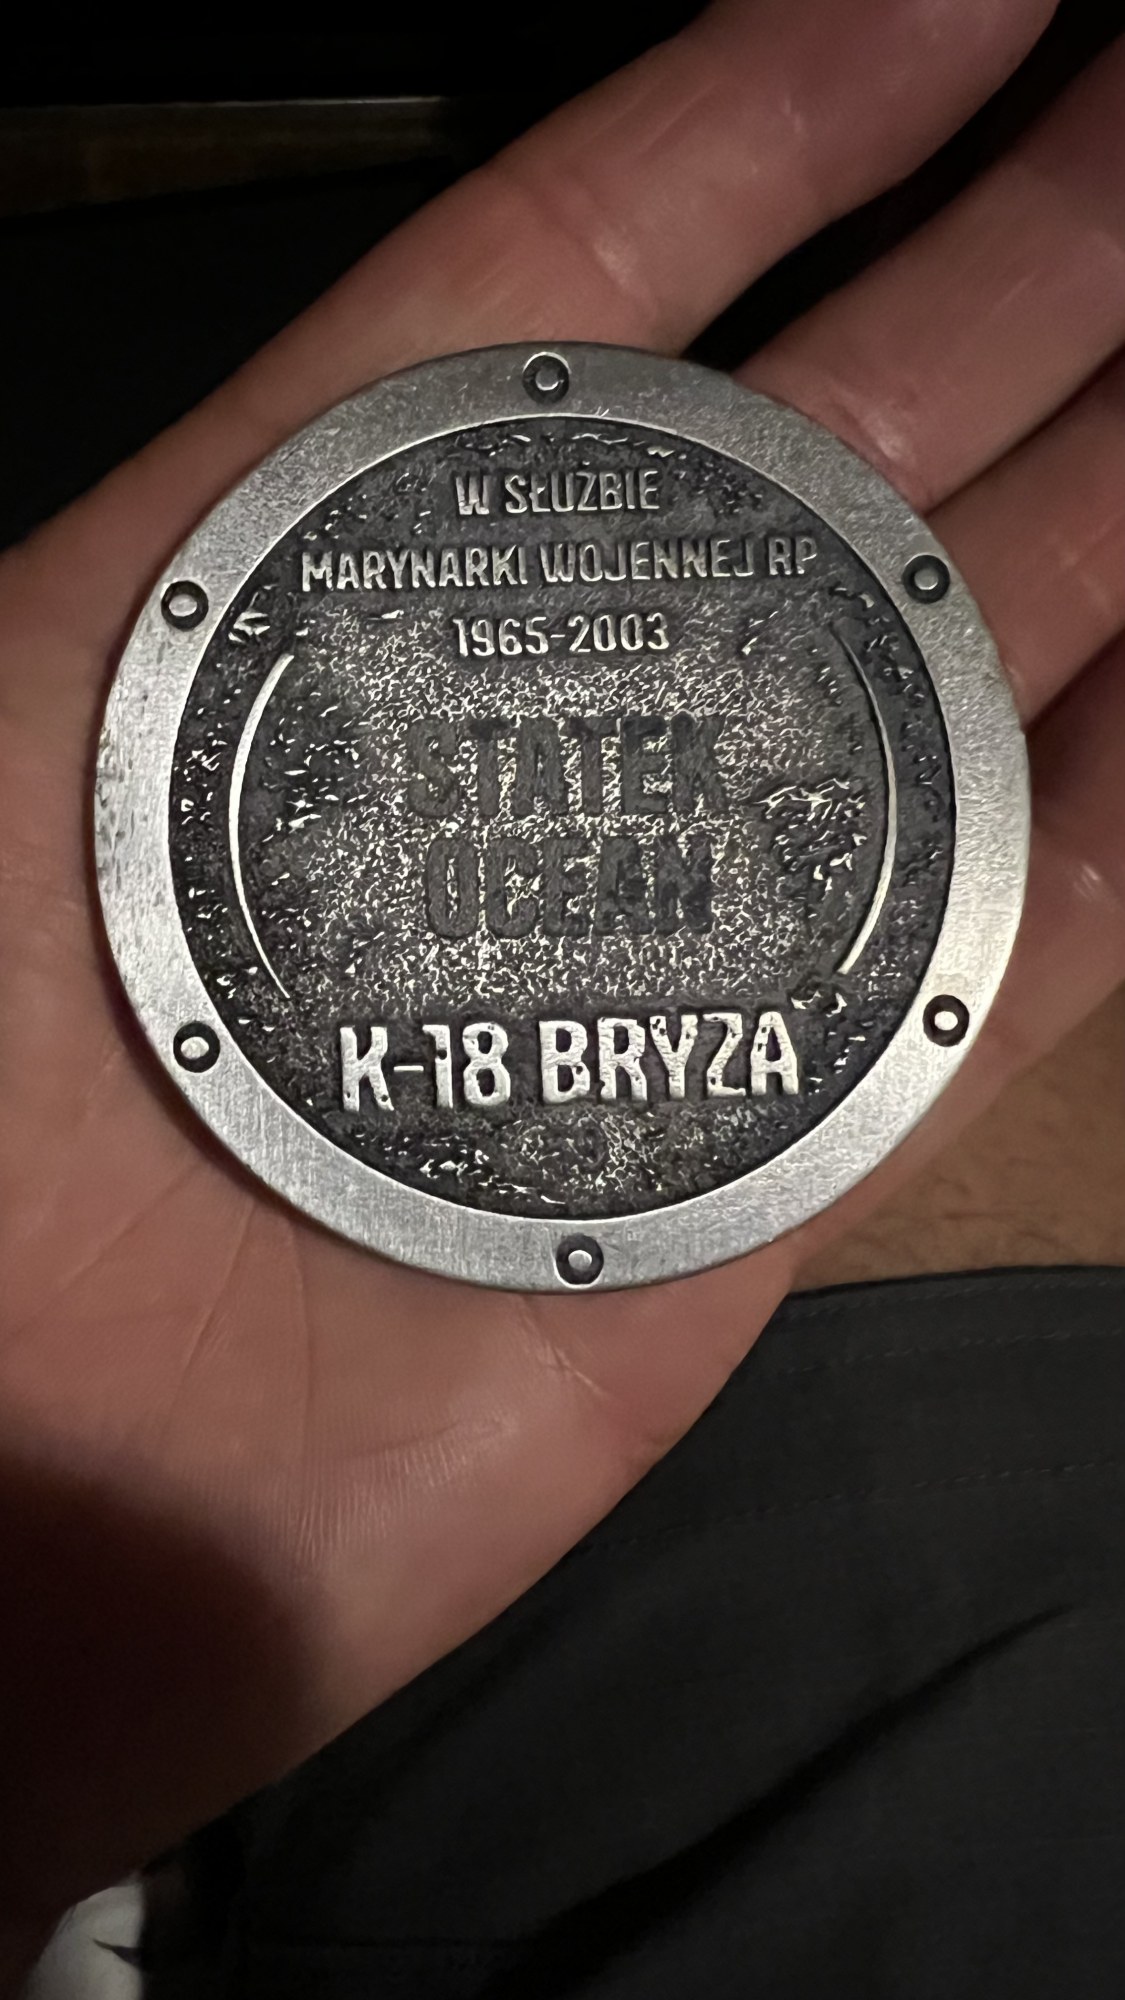 W SŁUŻBIE
MARYNARKI WOJENNEJ RP
1965-2003
STATEK
OCEAN
K-18 BRYZA